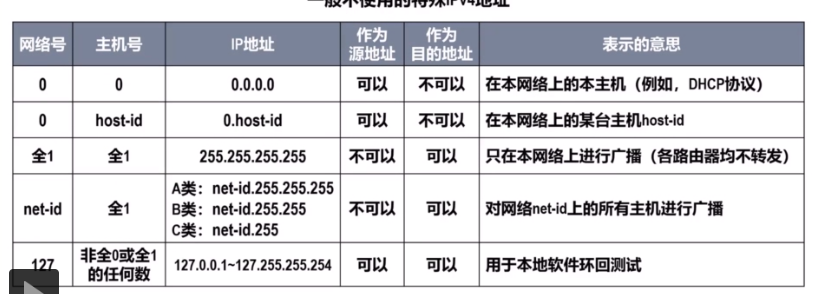 一般不使用的特殊IPv4地址
网络号 主机号 IP地址 作为源地址 作为目的地址 表示的意思
0 0 0.0.0.0 可以 不可以 在本网络上的本主机（例如，DHCP协议）
0 host-id 0.host-id 可以 不可以 在本网络上的某台主机host-id
全1 全1 255.255.255.255 不可以 可以 只在本网络上进行广播（各路由器均不转发）
net-id 全1 A类：net-id.255.255.255
B类：net-id.255.255
C类：net-id.255 不可以 可以 对网络net-id上的所有主机进行广播
127 非全0或全1的任何数 127.0.0.1~127.255.255.254 可以 可以 用于本地软件环回测试